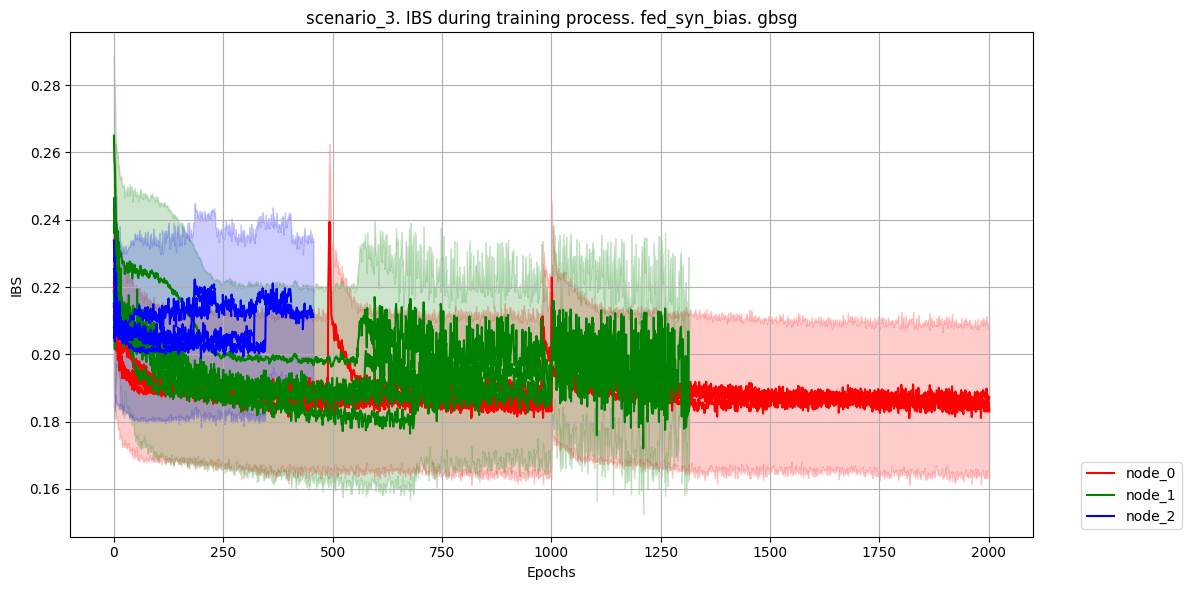 scenario_3. IBS during training process. fed_syn_bias. gbsg
0.28
0.26
0.24
0.22
0.20
0.18
0.16
IBS
0 250 500 750 1000 1250 1500 1750 2000
Epochs
node_0
node_1
node_2